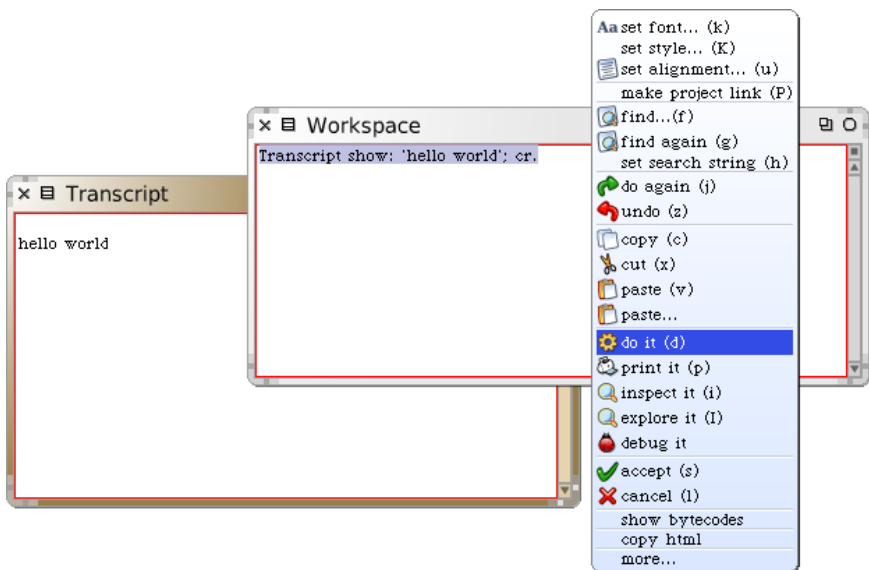 Transcript
hello world
Workspace
Transcript show: 'hello world'; cr.
Aa set font... (k)
set style... (K)
set alignment... (u)
make project link (P)
find...(f)
find again (g)
set search string (h)
do again (j)
undo (z)
copy (c)
cut (x)
paste (v)
paste...
do it (d)
print it (p)
inspect it (i)
explore it (I)
debug it
accept (s)
cancel (l)
show bytecodes
copy html
more...